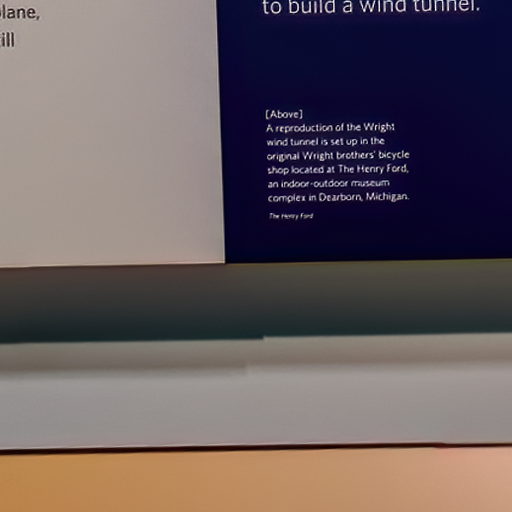 plane,
ill
to build a wind tunnel.
[Above]
A reproduction of the Wright
wind tunnel is set up in the
original Wright brothers' bicycle
shop located at The Henry Ford,
an indoor-outdoor museum
complex in Dearborn, Michigan.
The Henry Ford